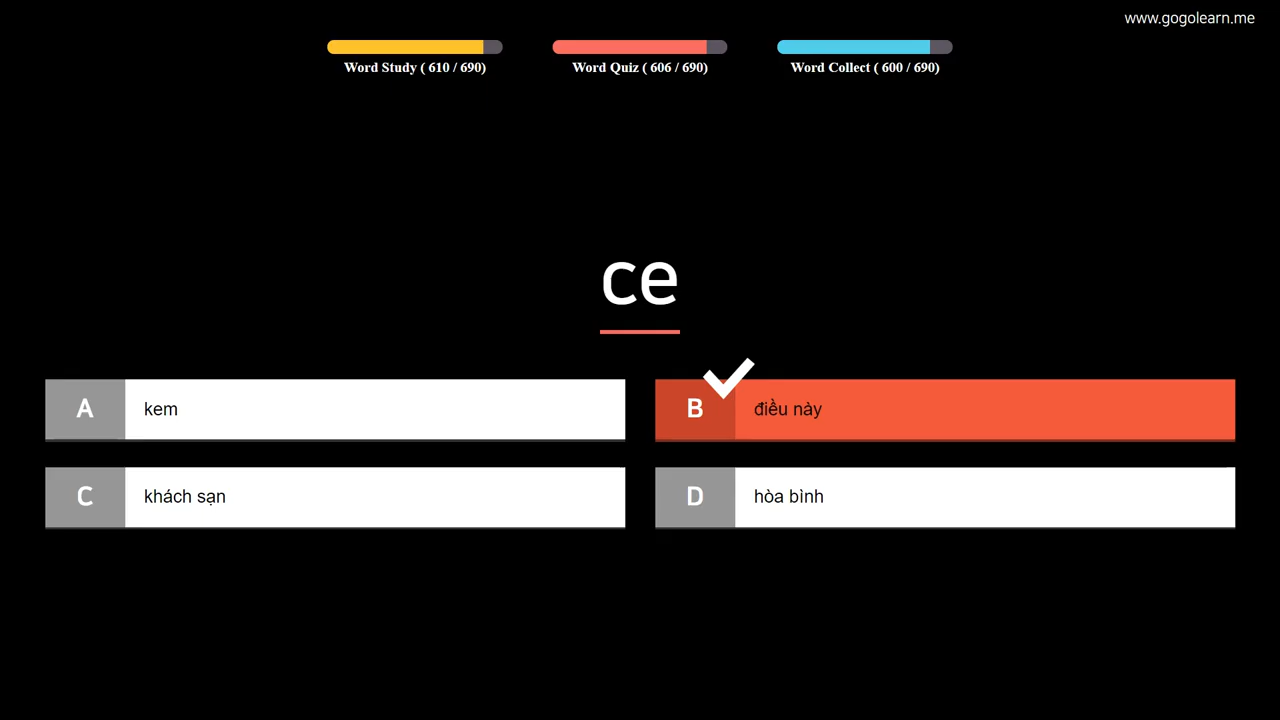 www.gogolearn.me
Word Study ( 610 / 690)
Word Quiz ( 606 / 690)
Word Collect ( 600 / 690)
ce
A kem
B điều này
C khách sạn
D hòa bình